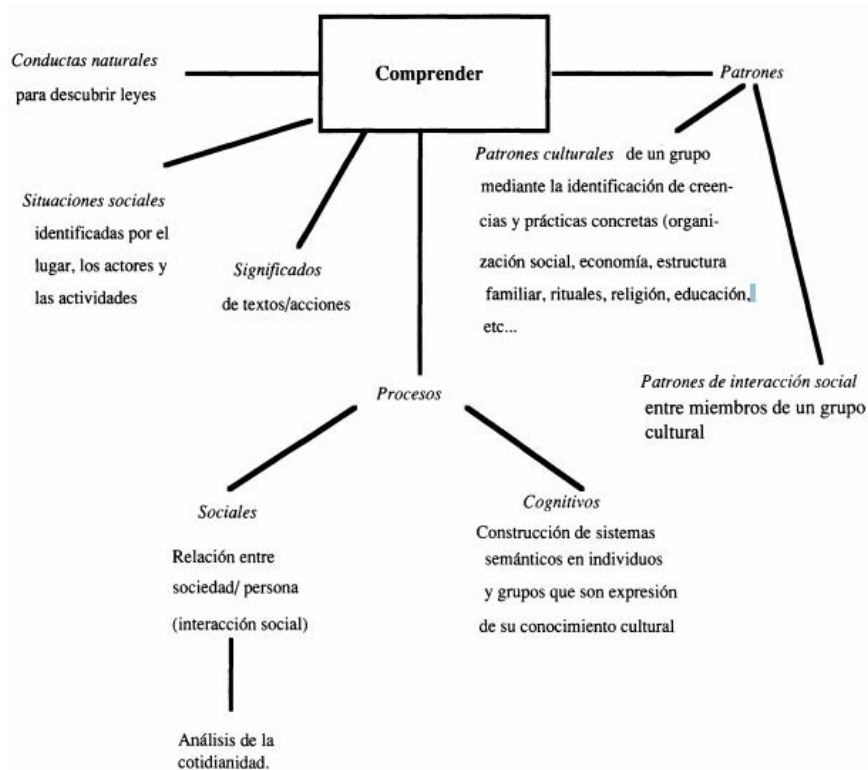 Comprender
Conductas naturales
para descubrir leyes
Situaciones sociales
identificadas por el
lugar, los actores y
las actividades
Significados
de textos/acciones
Patrones
Patrones culturales de un grupo
mediante la identificación de creen-
cias y prácticas concretas (organi-
zación social, economía, estructura
familiar, rituales, religión, educación,
etc...
Patrones de interacción social
entre miembros de un grupo
cultural
Procesos
Sociales
Relación entre
sociedad/ persona
(interacción social)
Análisis de la
cotidianidad.
Cognitivos
Construcción de sistemas
semánticos en individuos
y grupos que son expresión
de su conocimiento cultural